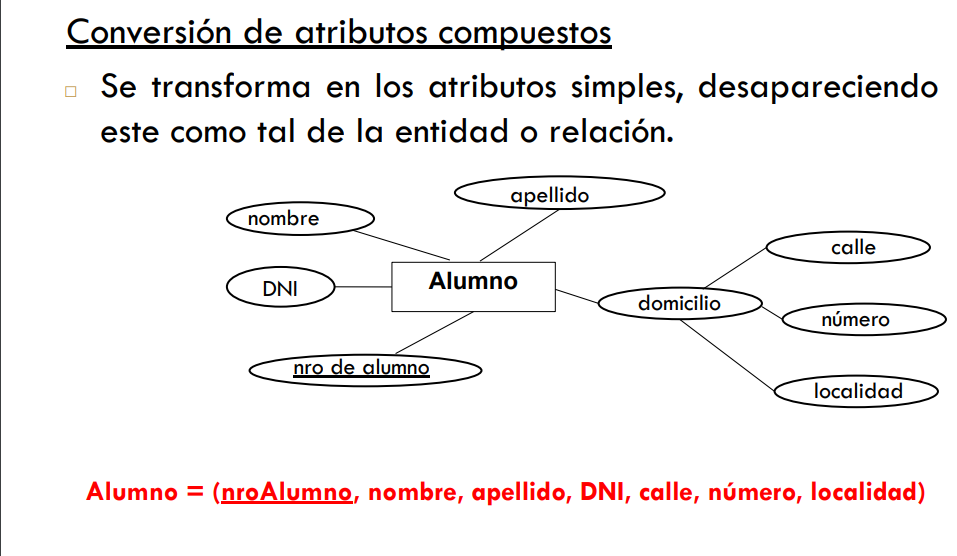 Conversión de atributos compuestos
Se transforma en los atributos simples, desapareciendo
este como tal de la entidad o relación.
apellido
nombre
calle
DNI
Alumno
domicilio
número
nro de alumno
localidad
Alumno = (nroAlumno, nombre, apellido, DNI, calle, número, localidad)